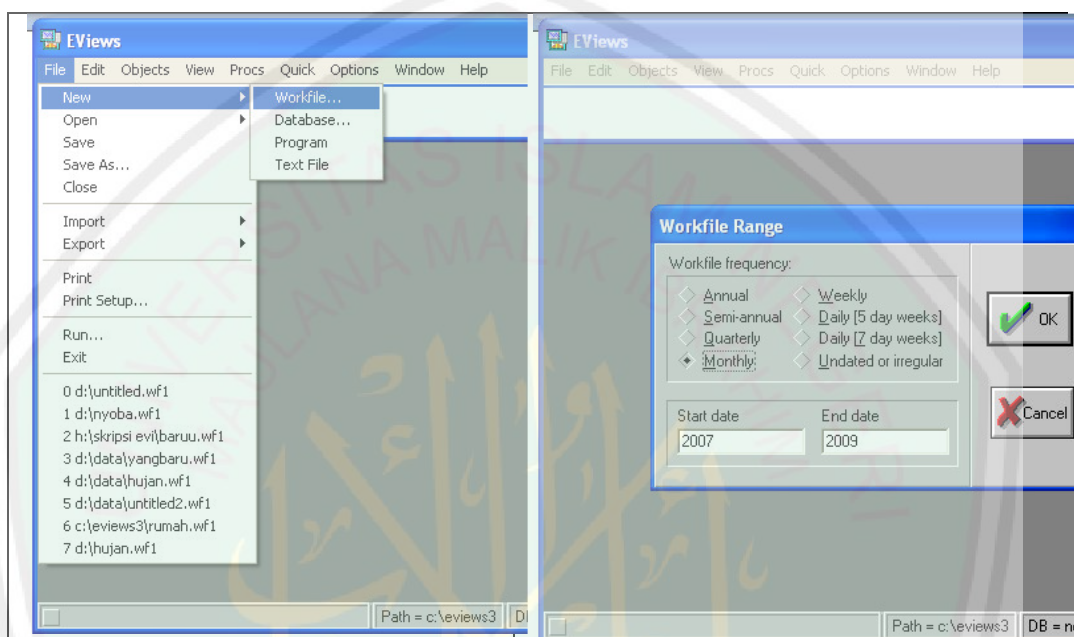 EViews
File Edit Objects View Procs Quick Options Window Help
New
Open
Save
Save As...
Close
Import
Export
Print
Print Setup...
Run...
Exit
0 d:\untitled.wf1
1 d:\nyoba.wf1
2 h:\skripsi evi\baruu.wf1
3 d:\data\yangbaru.wf1
4 d:\data\hujan.wf1
5 d:\data\untitled2.wf1
6 c:\eviews3\rumah.wf1
7 d:\hujan.wf1
Workfile...
Database...
Program
Text File
Path = c:\eviews3
EViews
File Edit Objects View Procs Quick Options Window Help
Workfile Range
Workfile frequency:
Annual Weekly
Semi-annual Daily [5 day weeks]
Quarterly Daily [7 day weeks]
Monthly Undated or irregular
Start date End date
2007 2009
OK
Cancel
Path = c:\eviews3 DB =